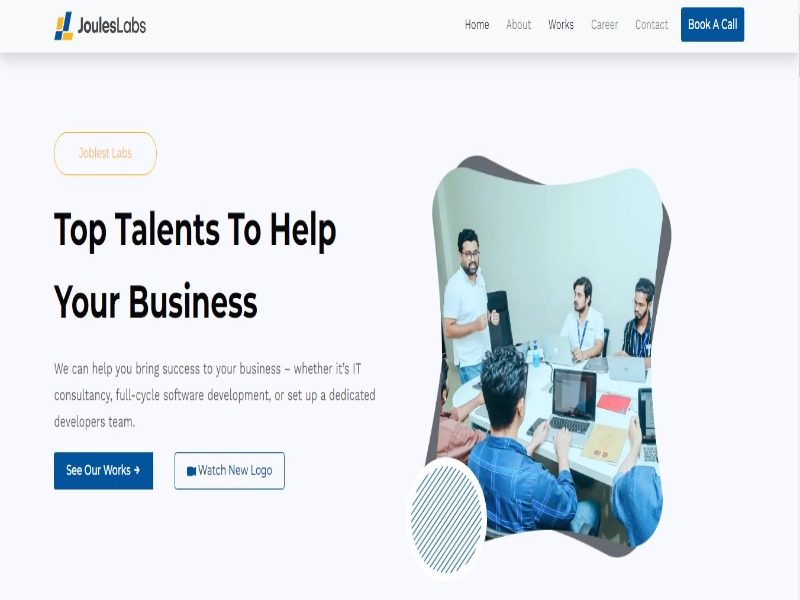 JoulesLabs
Home About Works Career Contact Book A Call
Joblest Labs
Top Talents To Help
Your Business
We can help you bring success to your business – whether it's IT
consultancy, full-cycle software development, or set up a dedicated
developers team.
See Our Works → Watch New Logo